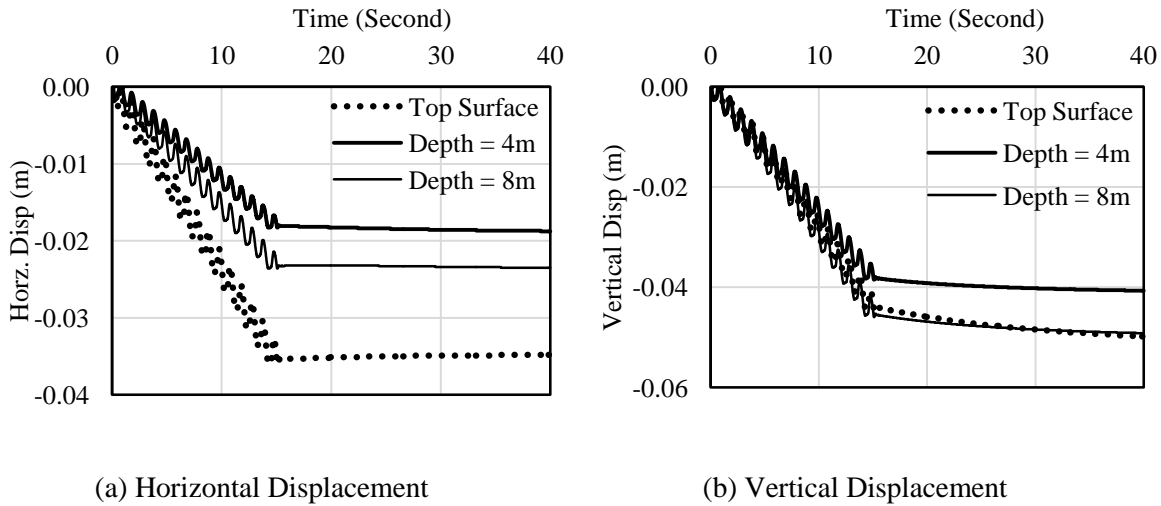 Time (Second)
0 10 20 30 40
0.00
-0.01
-0.02
-0.03
-0.04
Horz. Disp (m)
Top Surface
Depth = 4m
Depth = 8m
(a) Horizontal Displacement
Time (Second)
0 10 20 30 40
0.00
-0.02
-0.04
-0.06
Vertical Disp (m)
Top Surface
Depth = 4m
Depth = 8m
(b) Vertical Displacement